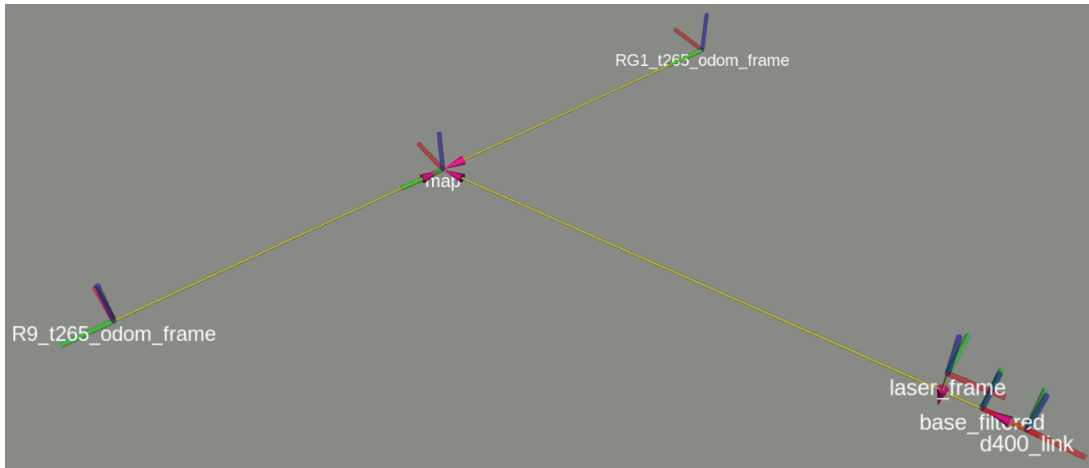 RG1_t265_odom_frame
map
R9_t265_odom_frame
laser_frame
base_filtered
d400_link